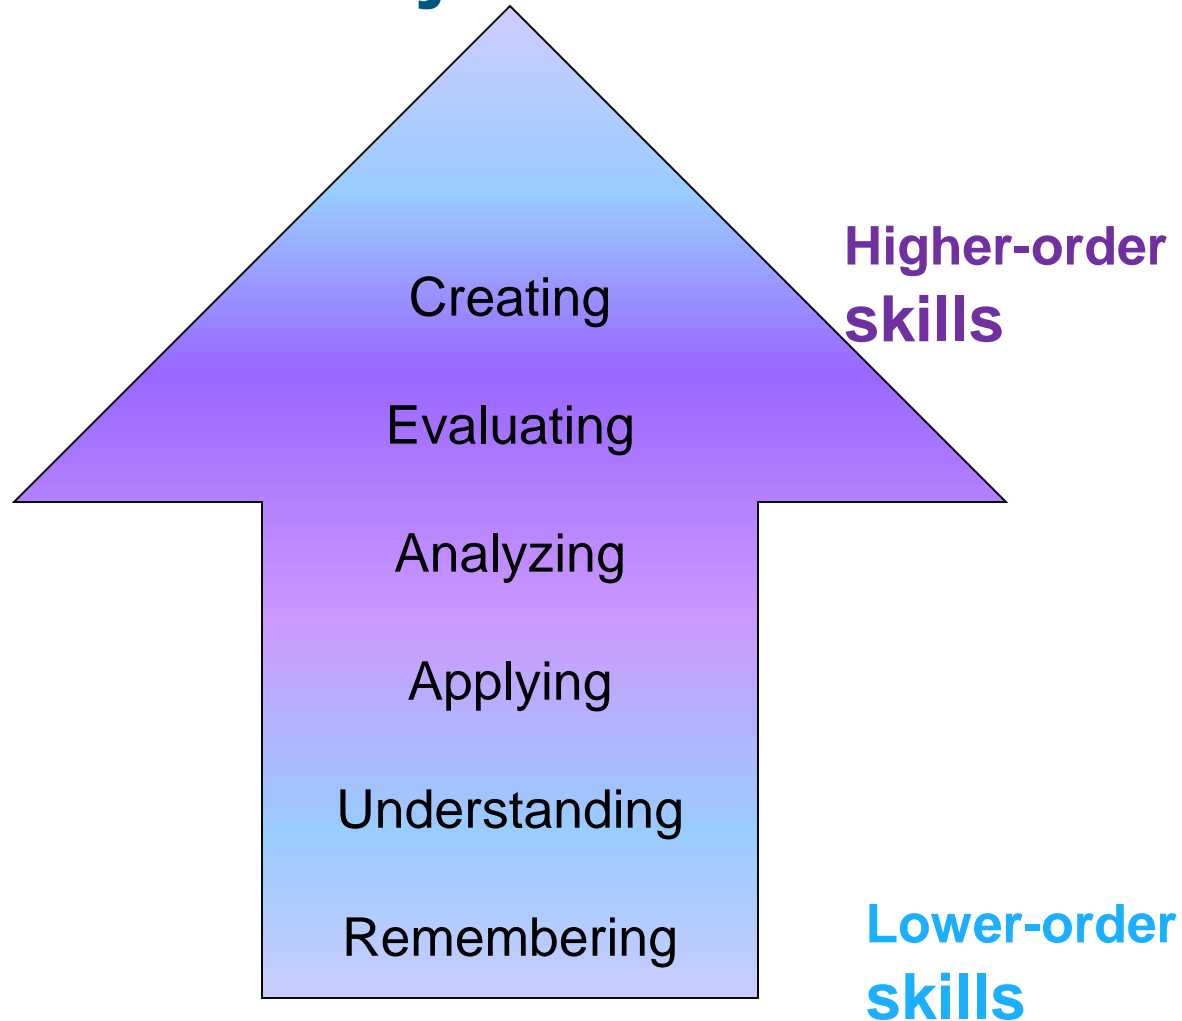 Higher-order
skills
Creating
Evaluating
Analyzing
Applying
Understanding
Remembering
Lower-order
skills